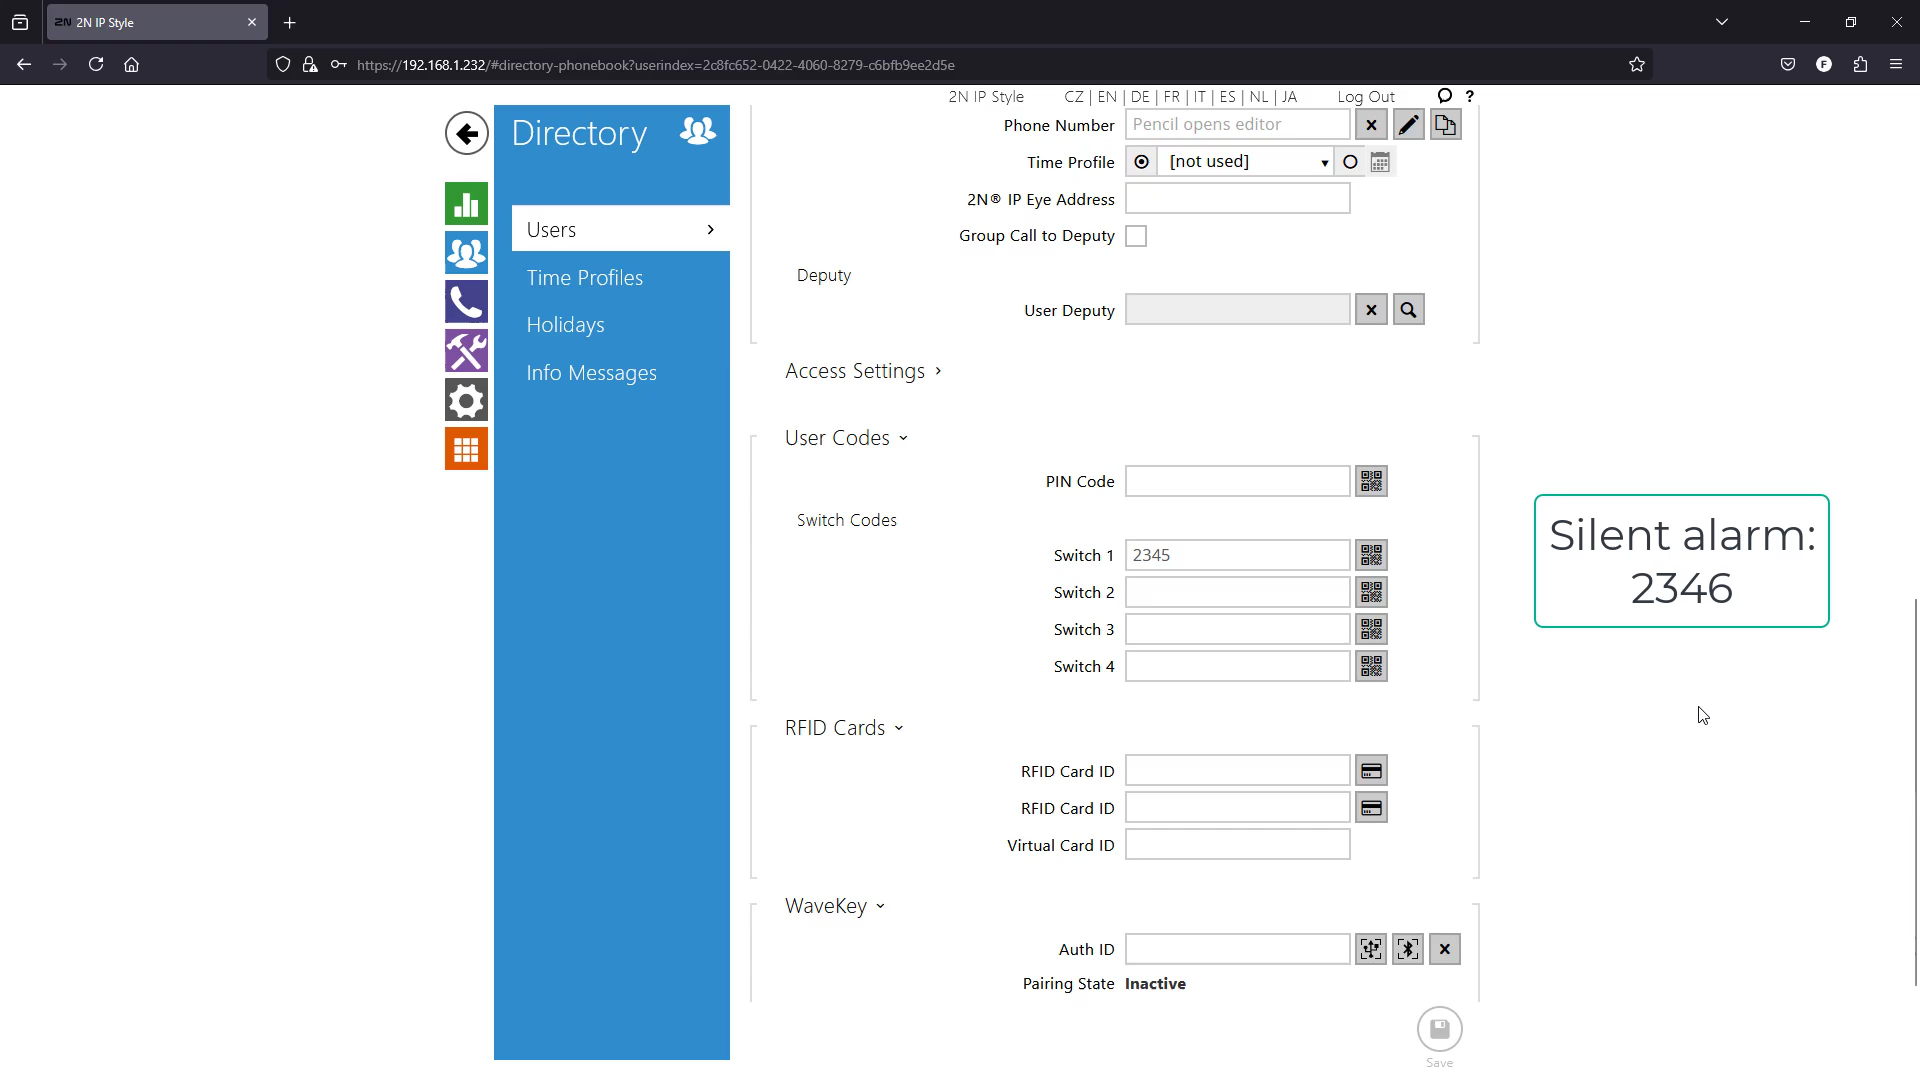 2N 2N IP Style
https://192.168.1.232/#directory-phonebook?userindex=2c8fc652-0422-4060-8279-c6bfb9ee2d5e
F
2N IP Style CZ | EN | DE | FR | IT | ES | NL | JA Log Out ?
Directory
Users
Time Profiles
Holidays
Info Messages
Phone Number Pencil opens editor
Time Profile [not used]
2N® IP Eye Address
Group Call to Deputy
Deputy
User Deputy
Access Settings
User Codes
PIN Code
Switch Codes
Switch 1 2345
Switch 2
Switch 3
Switch 4
RFID Cards
RFID Card ID
RFID Card ID
Virtual Card ID
WaveKey
Auth ID
Pairing State Inactive
Save
Silent alarm:
2346